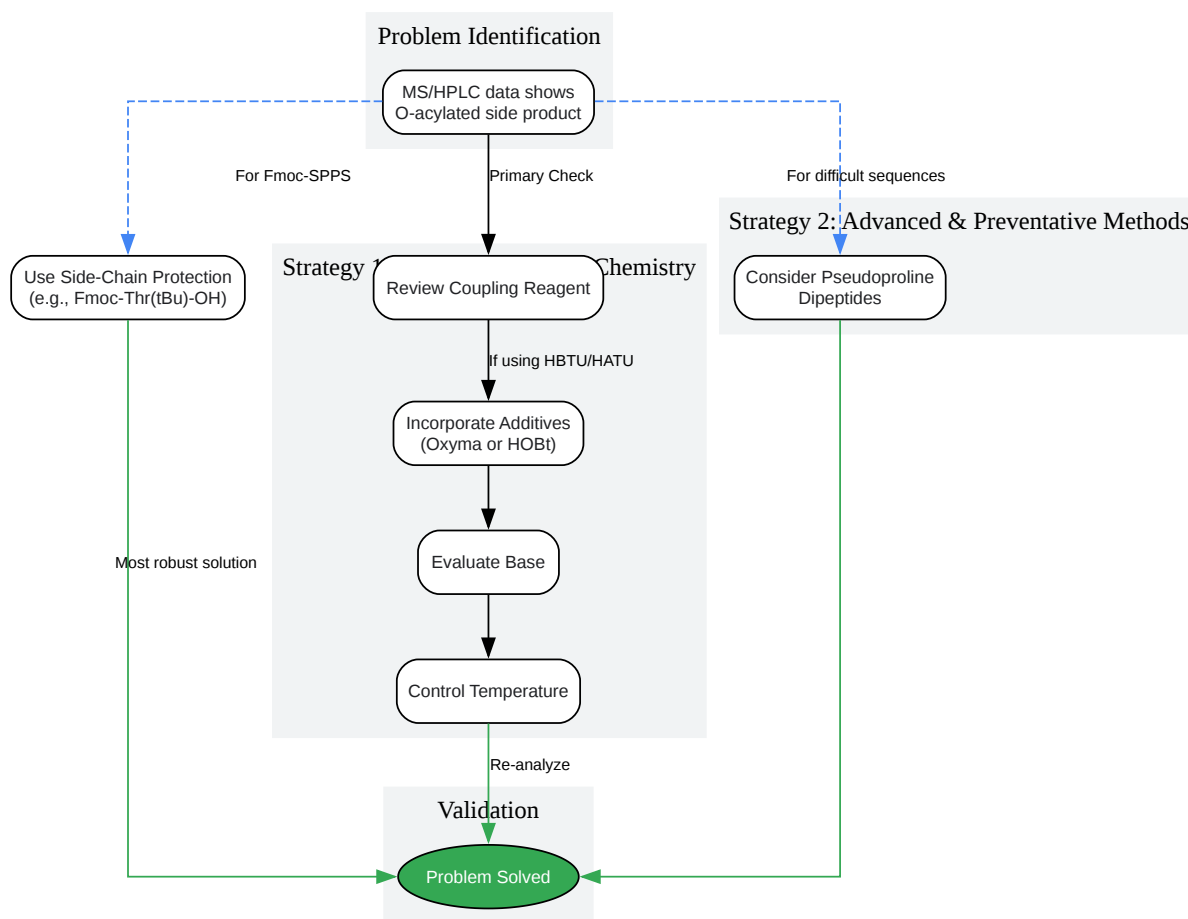 Problem Identification
MS/HPLC data shows
O-acylated side product
For Fmoc-SPPS
Primary Check
For difficult sequences
Strategy 2: Advanced & Preventative Methods
Use Side-Chain Protection
(e.g., Fmoc-Thr(tBu)-OH)
Strategy 1 Chemistry
Review Coupling Reagent
Consider Pseudoproline
Dipeptides
If using HBTU/HATU
Incorporate Additives
(Oxyma or HOBt)
Most robust solution
Evaluate Base
Control Temperature
Re-analyze
Validation
Problem Solved